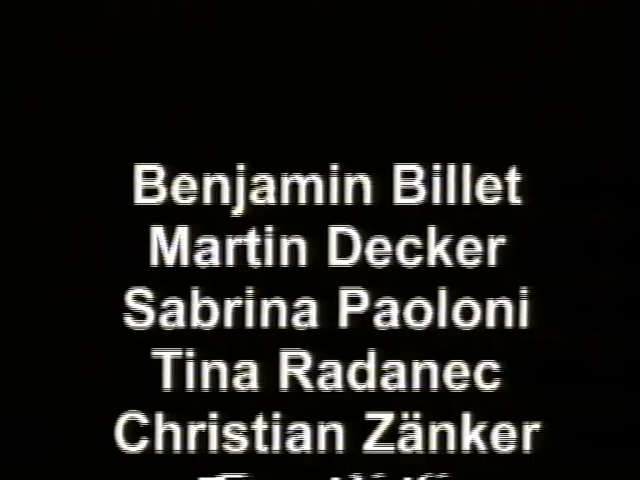 Benjamin Billet
Martin Decker
Sabrina Paoloni
Tina Radanec
Christian Zänker